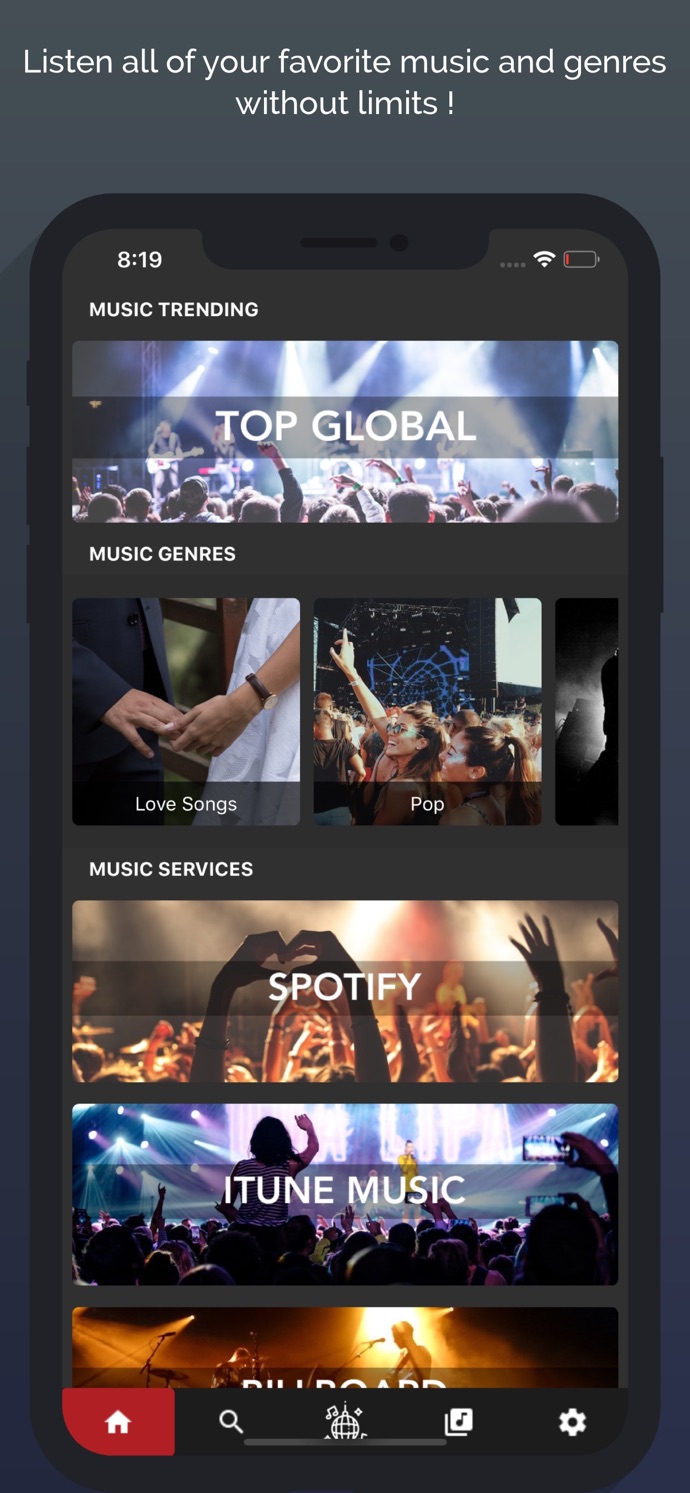 Listen all of your favorite music and genres
without limits !
8:19
MUSIC TRENDING
TOP GLOBAL
MUSIC GENRES
Love Songs
Pop
MUSIC SERVICES
SPOTIFY
ITUNE MUSIC
BILLBOARD